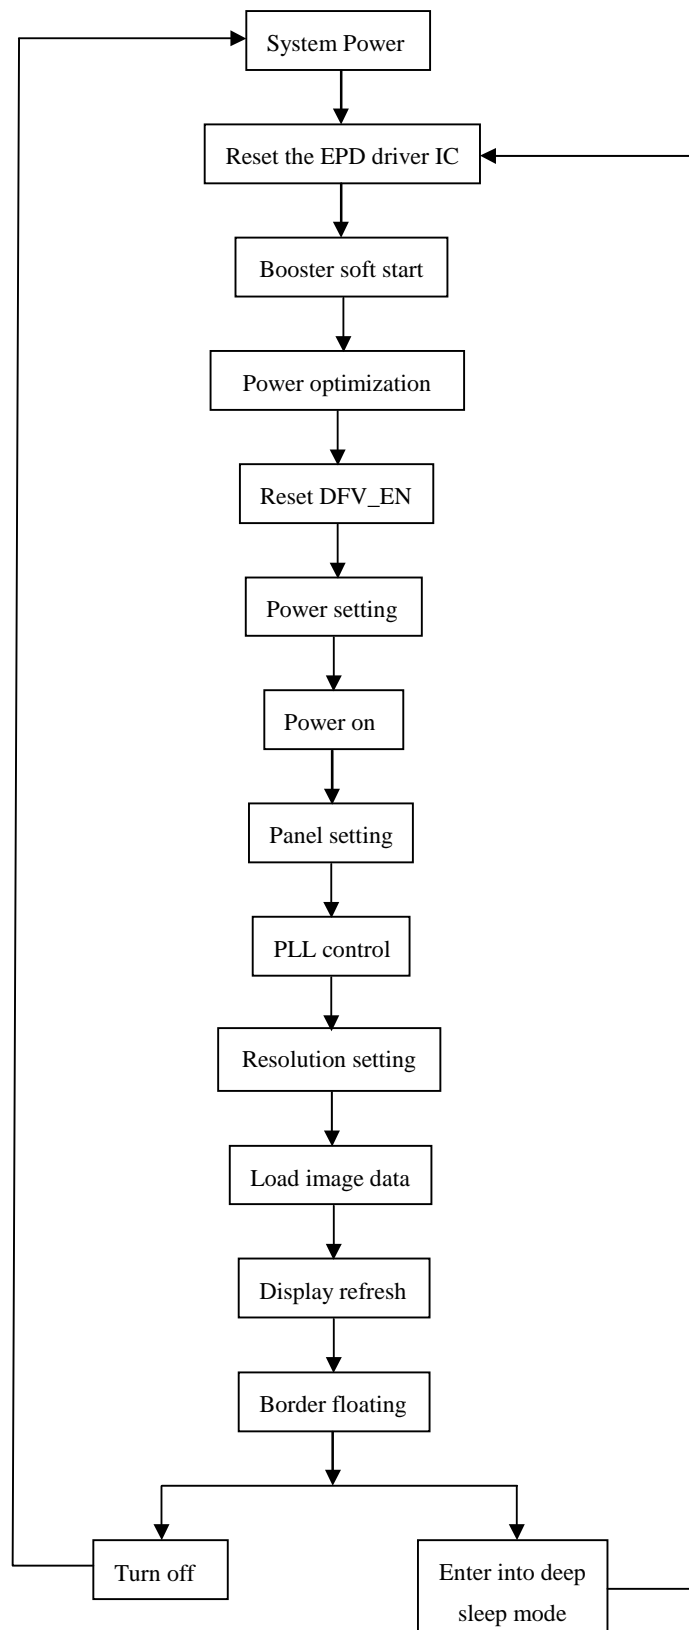 System Power
Reset the EPD driver IC
Booster soft start
Power optimization
Reset DFV_EN
Power setting
Power on
Panel setting
PLL control
Resolution setting
Load image data
Display refresh
Border floating
Turn off
Enter into deep
sleep mode